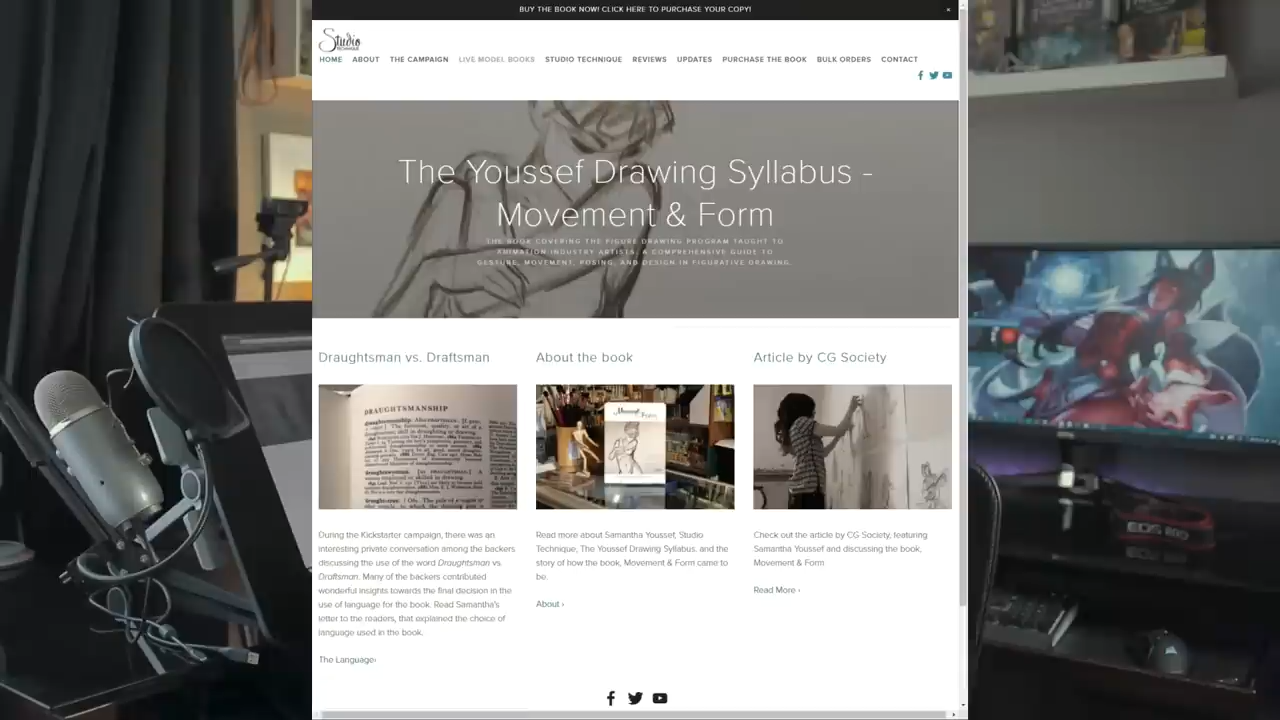 BUY THE BOOK NOW! CLICK HERE TO PURCHASE YOUR COPY!
Studio
TECHNIQUE
HOME ABOUT THE CAMPAIGN LIVE MODEL BOOKS STUDIO TECHNIQUE REVIEWS UPDATES PURCHASE THE BOOK BULK ORDERS CONTACT
The Youssef Drawing Syllabus -
Movement & Form
THE BOOK COVERING THE FIGURE DRAWING PROGRAM TAUGHT TO
ANIMATION INDUSTRY ARTISTS. A COMPREHENSIVE GUIDE TO
GESTURE, MOVEMENT, POSING, AND DESIGN IN FIGURATIVE DRAWING.
Draughtsman vs. Draftsman
DRAUGHTSMANSHIP
During the Kickstarter campaign, there was an
interesting private conversation among the backers
discussing the use of the word Draughtsman vs
Draftsman. Many of the backers contributed
wonderful insights towards the final decision in the
use of language for the book. Read Samantha's
letter to the readers, that explained the choice of
language used in the book.
The Language›
About the book
Read more about Samantha Youssef, Studio
Technique, The Youssef Drawing Syllabus, and the
story of how the book, Movement & Form came to
be.
About ›
Article by CG Society
Check out the article by CG Society, featuring
Samantha Youssef and discussing the book,
Movement & Form
Read More ›
EOS 80D